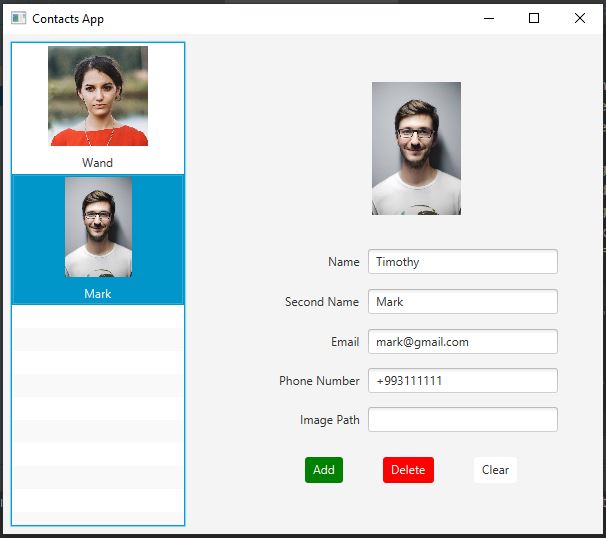 Contacts App
Wand
Mark
Name Timothy
Second Name Mark
Email mark@gmail.com
Phone Number +993111111
Image Path
Add Delete Clear